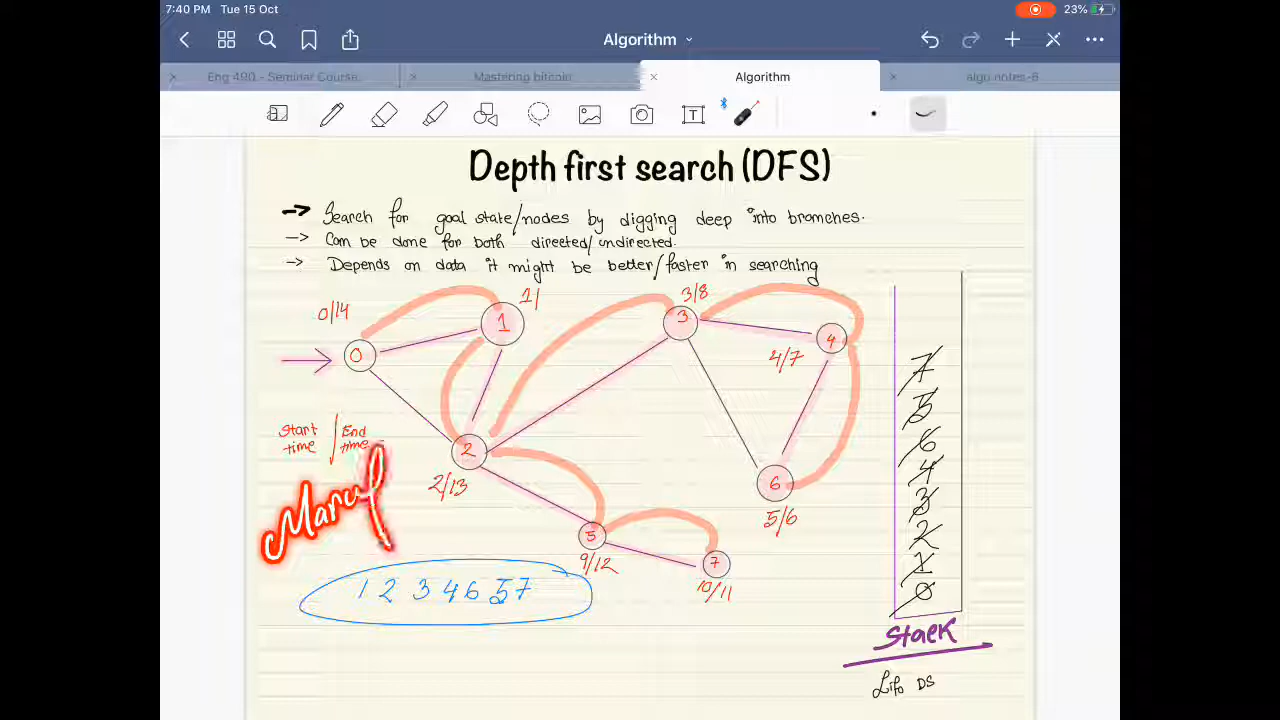 7:40 PM Tue 15 Oct
23%
Algorithm
Eng 490 - Seminar Course
Mastering bitcoin
Algorithm
algo notes-6
T
Depth first search (DFS)
Search for goal state/nodes by digging deep into branches.
Can be done for both directed/undirected.
Depends on data it might be better/faster in searching
0/14
1/
3/8
0
1
3
4
4/7
Start time / End time
2
2/13
6
5/6
5
9/12
7
10/11
Maruf
1 2 3 4 6 5 7
7
5
6
4
3
2
1
0
Stack
Lifo DS